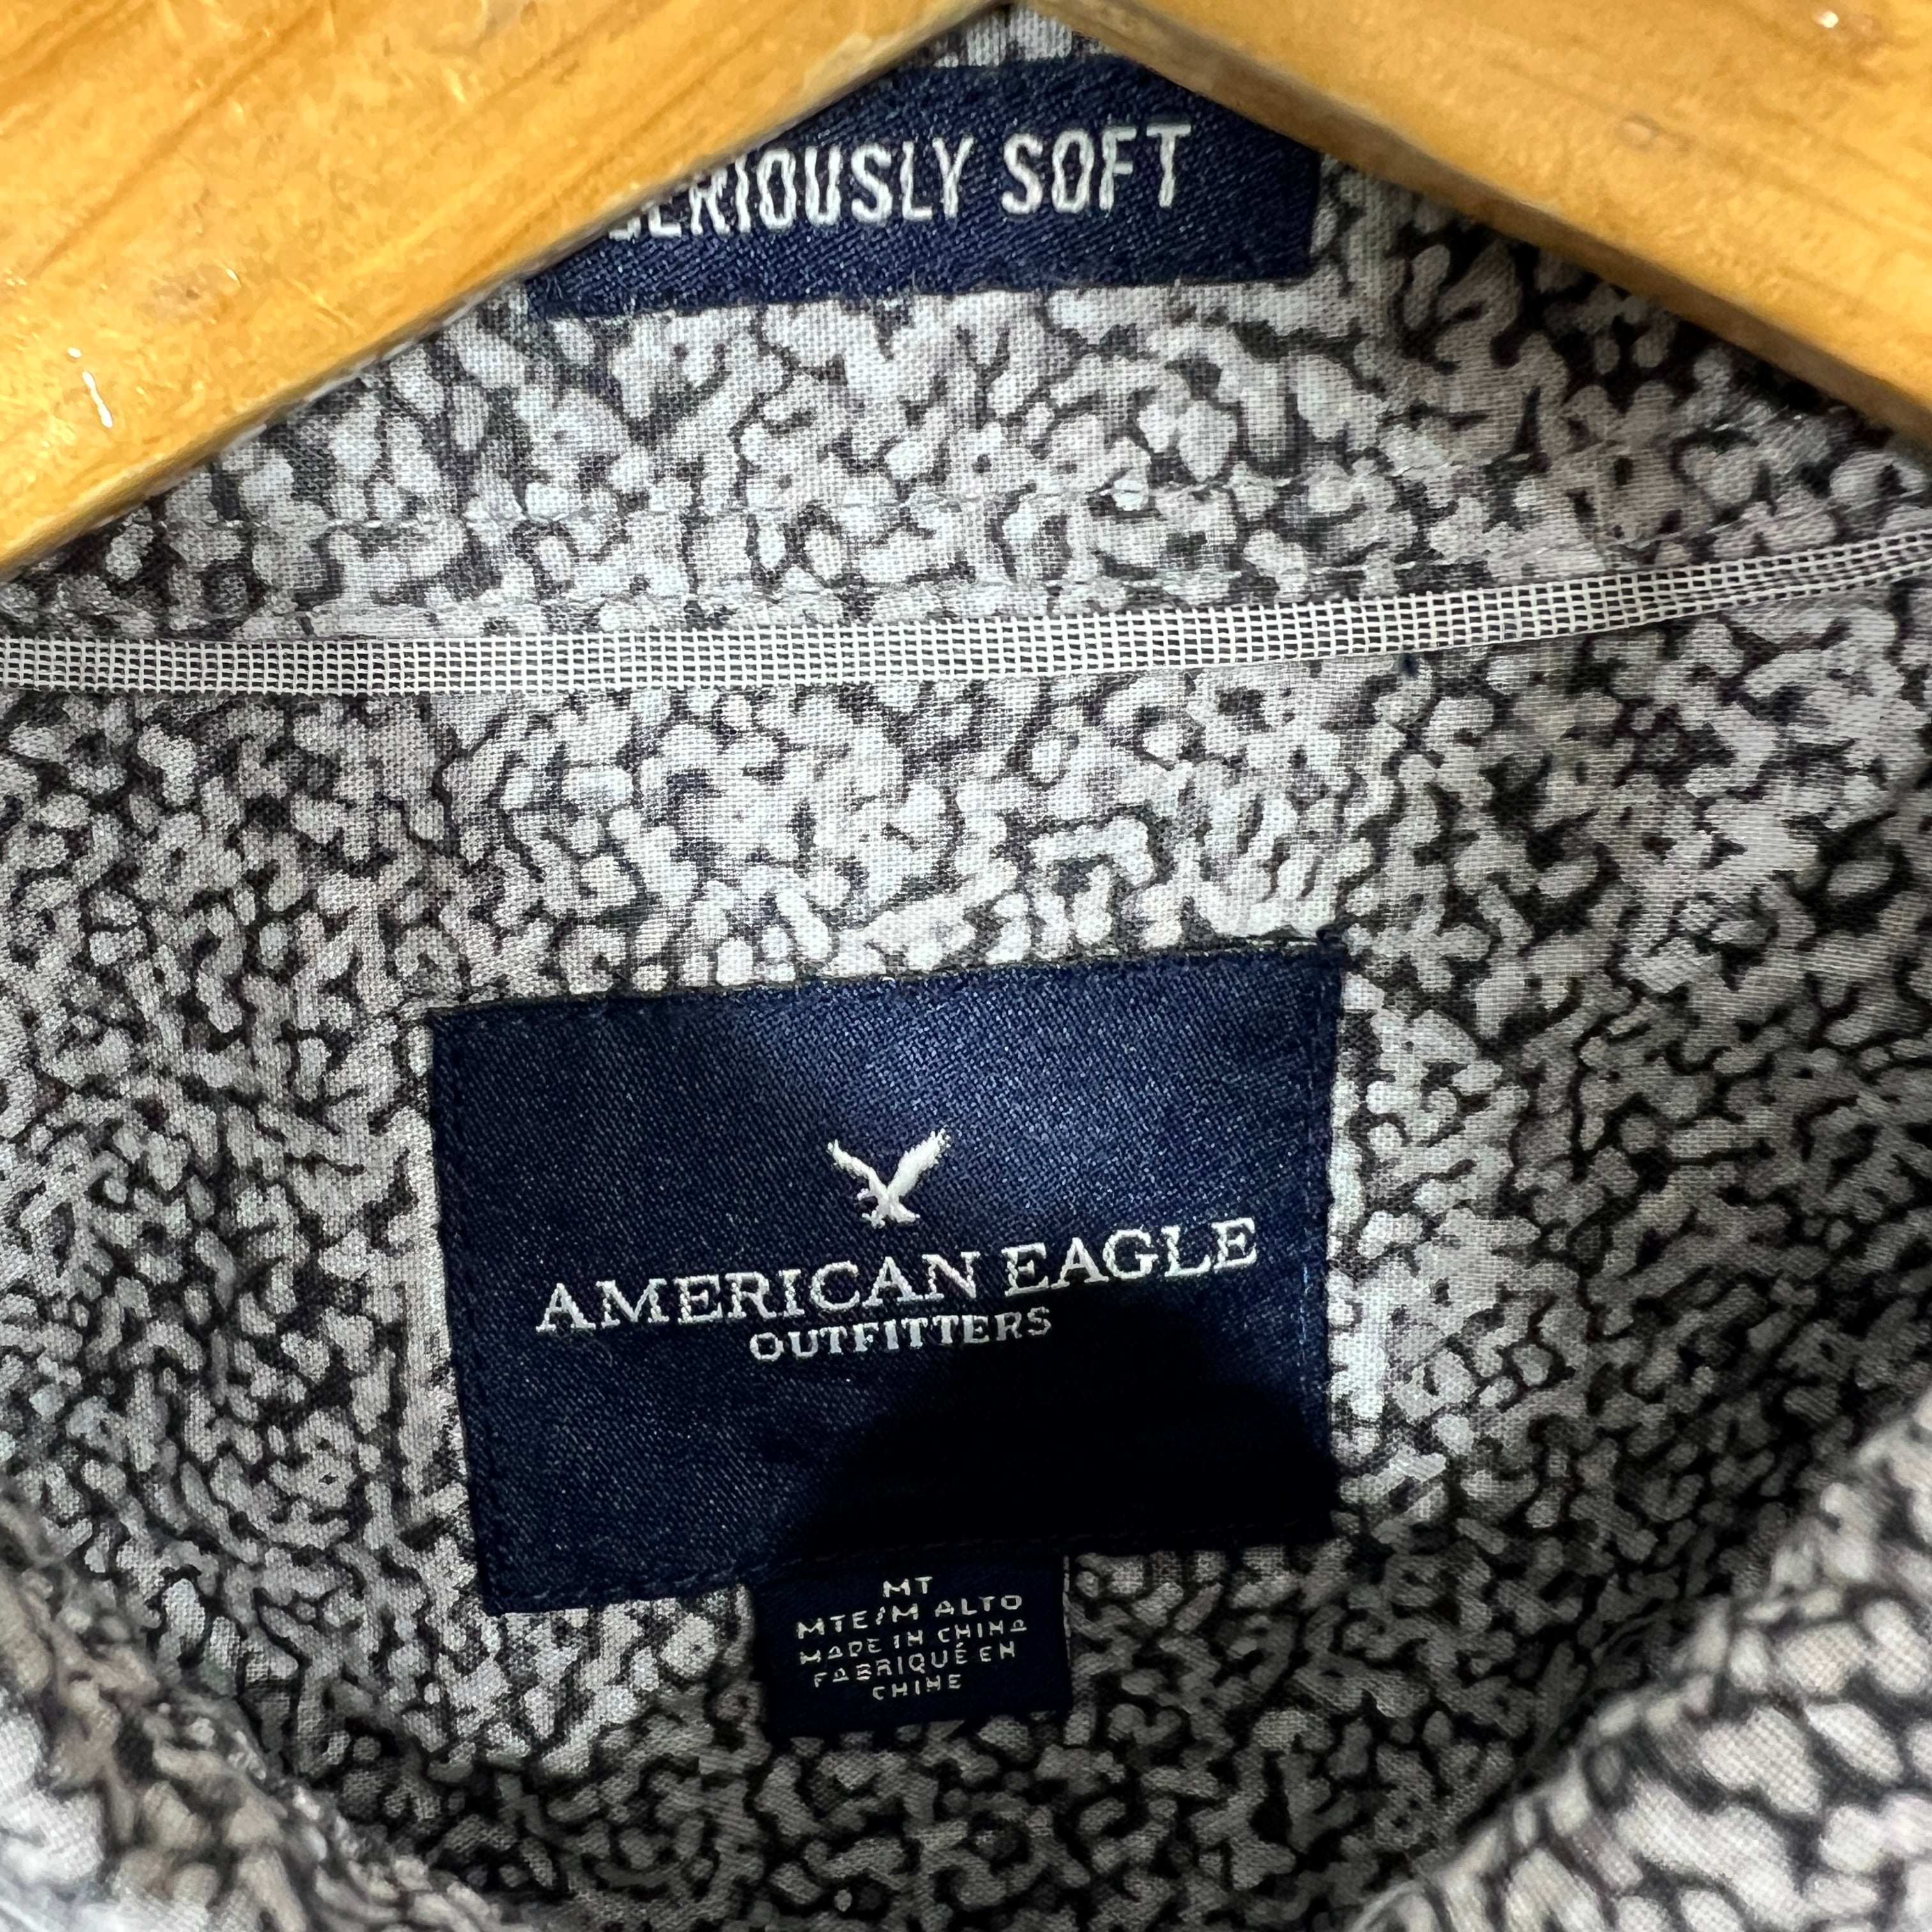 SERIOUSLY SOFT
AMERICAN EAGLE
OUTFITTERS
MT
MTE/M ALTO
MADE IN CHINA
FABRIQUÉ EN
CHINE